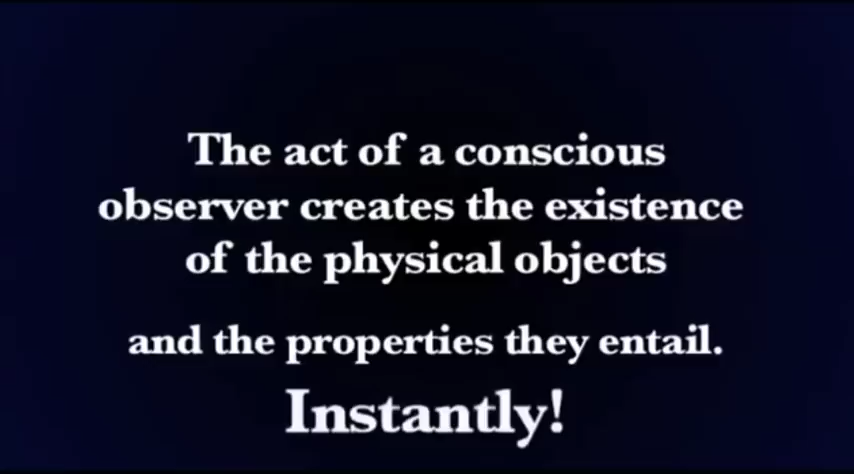 The act of a conscious
observer creates the existence
of the physical objects
and the properties they entail.
Instantly!